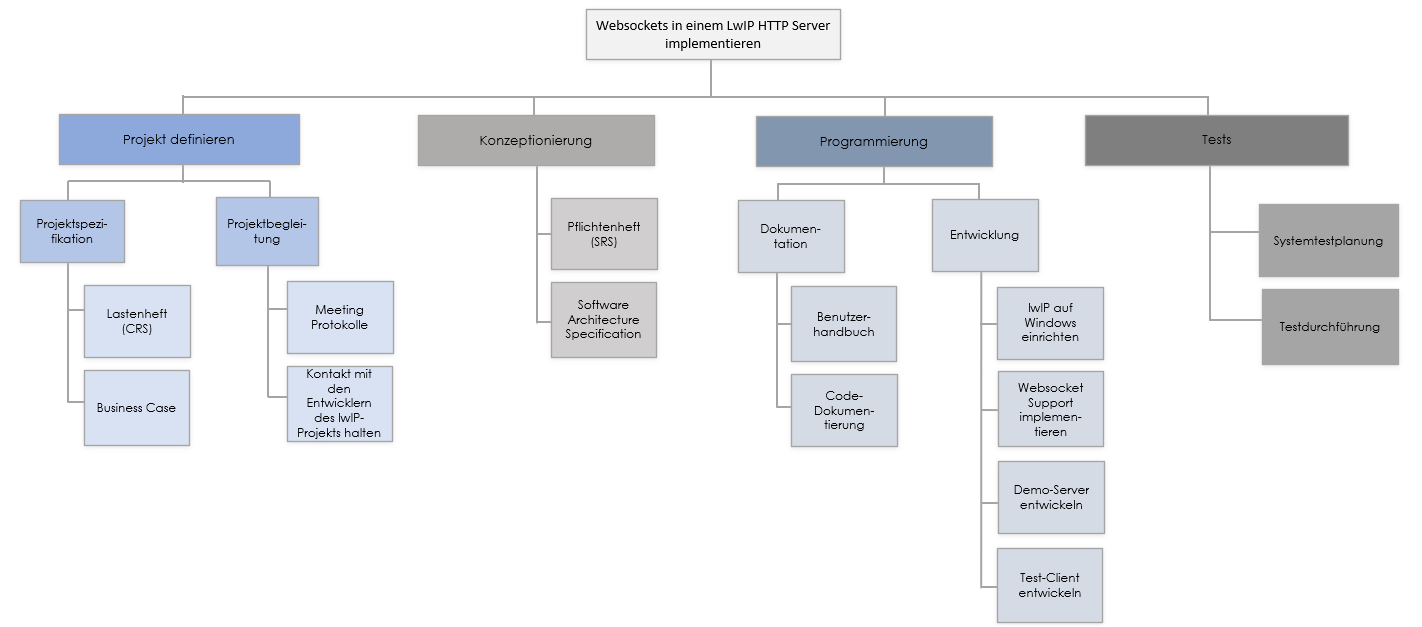 Websockets in einem LwIP HTTP Server
implementieren
Projekt definieren
Konzeptionierung
Programmierung
Tests
Projektspezi-
fikation
Projektbeglei-
tung
Lastenheft
(CRS)
Business Case
Meeting
Protokolle
Kontakt mit
den
Entwicklern
des lwIP-
Projekts halten
Pflichtenheft
(SRS)
Software
Architecture
Specification
Dokumen-
tation
Entwicklung
Benutzer-
handbuch
Code-
Dokumen-
tierung
lwIP auf
Windows
einrichten
Websocket
Support
implemen-
tieren
Demo-Server
entwickeln
Test-Client
entwickeln
Systemtestplanung
Testdurchführung